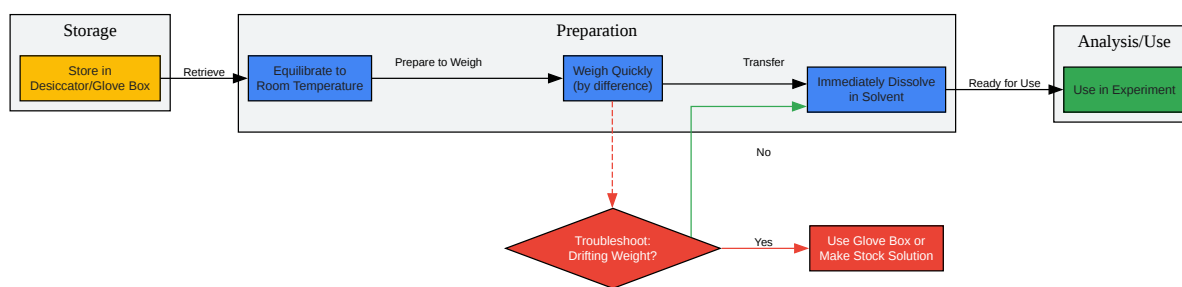 Storage
Store in
Desiccator/Glove Box
Retrieve
Preparation
Equilibrate to
Room Temperature
Prepare to Weigh
Weigh Quickly
(by difference)
Transfer
Immediately Dissolve
in Solvent
Ready for Use
Analysis/Use
Use in Experiment
No
Troubleshoot:
Drifting Weight?
Yes
Use Glove Box or
Make Stock Solution